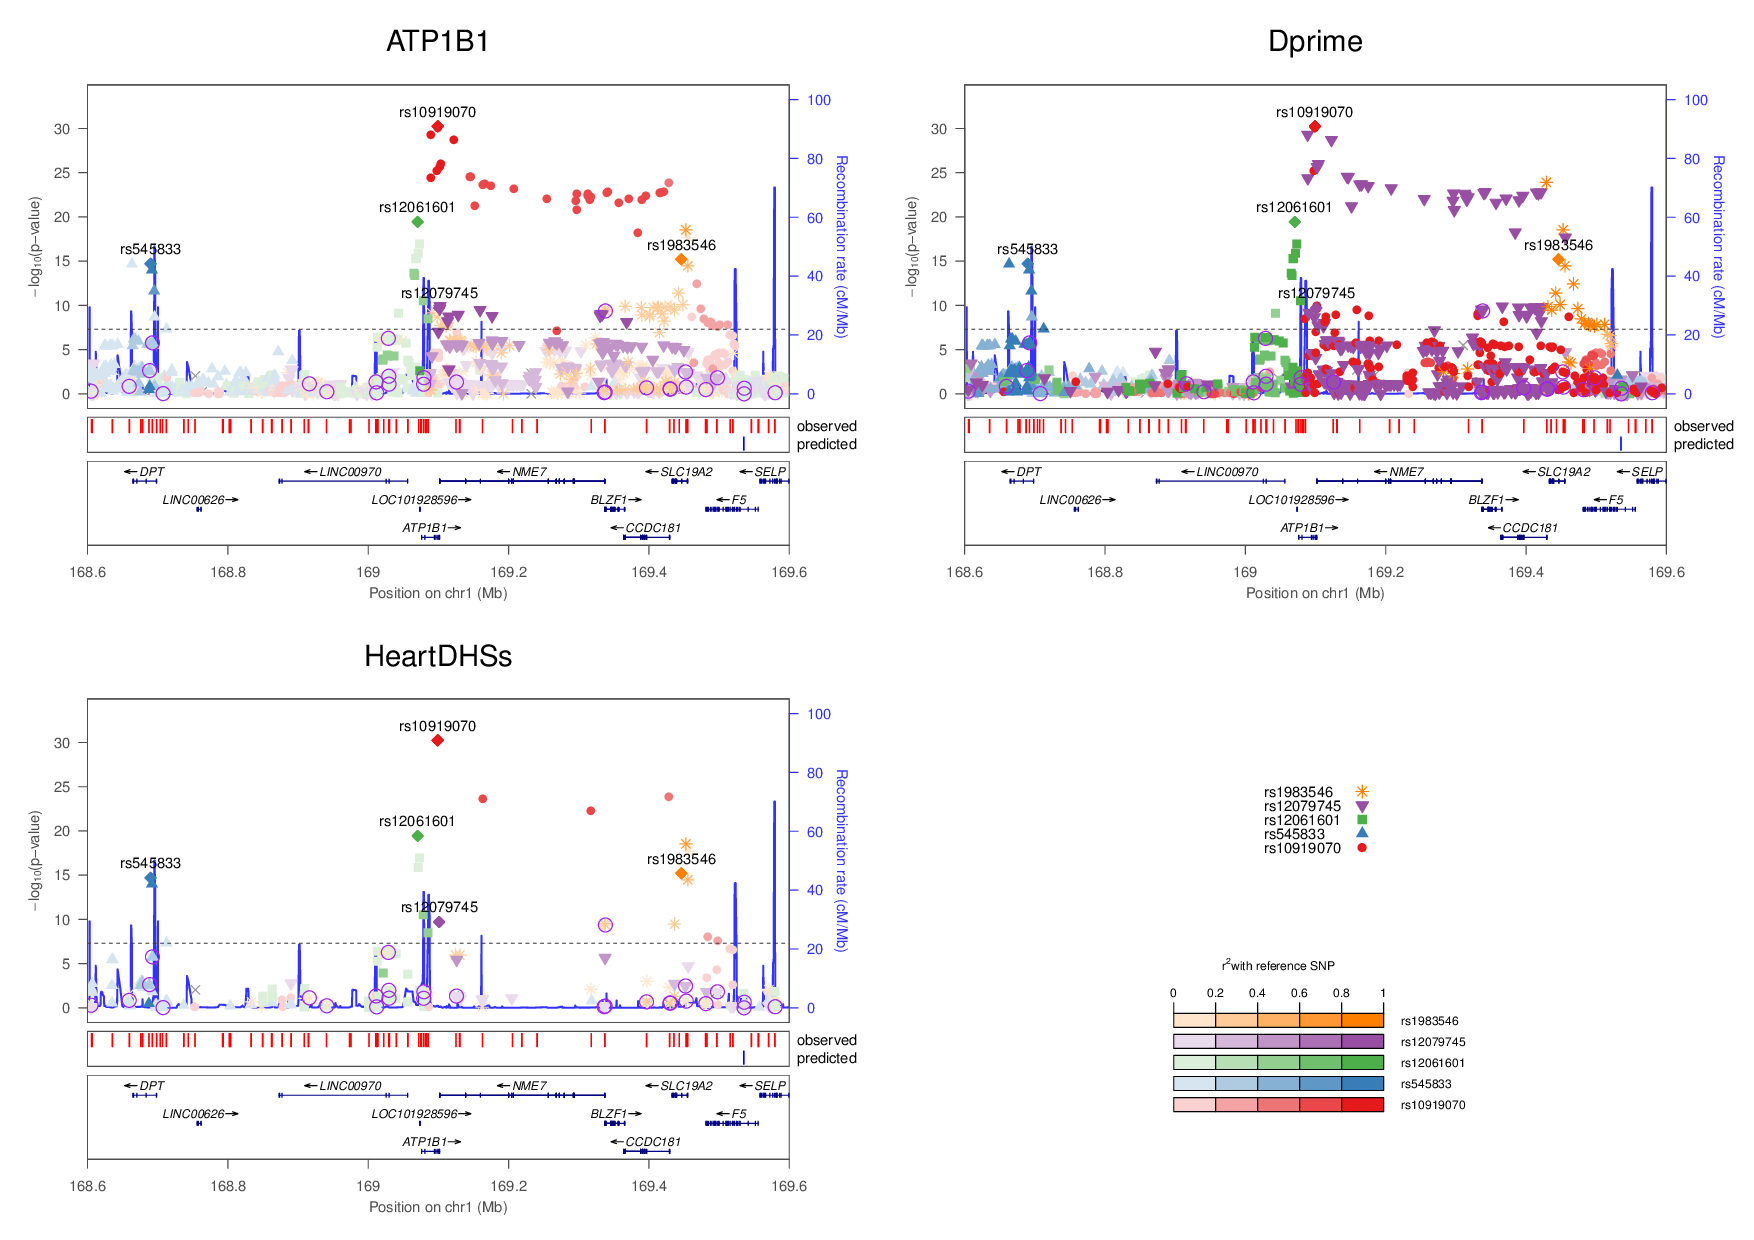 ATP1B1
Dprime
rs10919070
rs12061601
rs545833
rs1983546
rs12079745
0
5
10
15
20
25
30
−log10(p−value)
0
20
40
60
80
100
Recombination rate (cM/Mb)
observed
predicted
DPT
LINC00970
NME7
SLC19A2
SELP
LINC00626
LOC101928596
BLZF1
F5
ATP1B1
CCDC181
168.6
168.8
169
169.2
169.4
169.6
Position on chr1 (Mb)
rs10919070
rs12061601
rs545833
rs1983546
rs12079745
0
5
10
15
20
25
30
−log10(p−value)
0
20
40
60
80
100
Recombination rate (cM/Mb)
observed
predicted
DPT
LINC00970
NME7
SLC19A2
SELP
LINC00626
LOC101928596
BLZF1
F5
ATP1B1
CCDC181
168.6
168.8
169
169.2
169.4
169.6
Position on chr1 (Mb)
HeartDHSs
rs10919070
rs12061601
rs545833
rs1983546
rs12079745
0
5
10
15
20
25
30
−log10(p−value)
0
20
40
60
80
100
Recombination rate (cM/Mb)
observed
predicted
DPT
LINC00970
NME7
SLC19A2
SELP
LINC00626
LOC101928596
BLZF1
F5
ATP1B1
CCDC181
168.6
168.8
169
169.2
169.4
169.6
Position on chr1 (Mb)
rs1983546
rs12079745
rs12061601
rs545833
rs10919070
r2 with reference SNP
0 0.2 0.4 0.6 0.8 1
rs1983546
rs12079745
rs12061601
rs545833
rs10919070